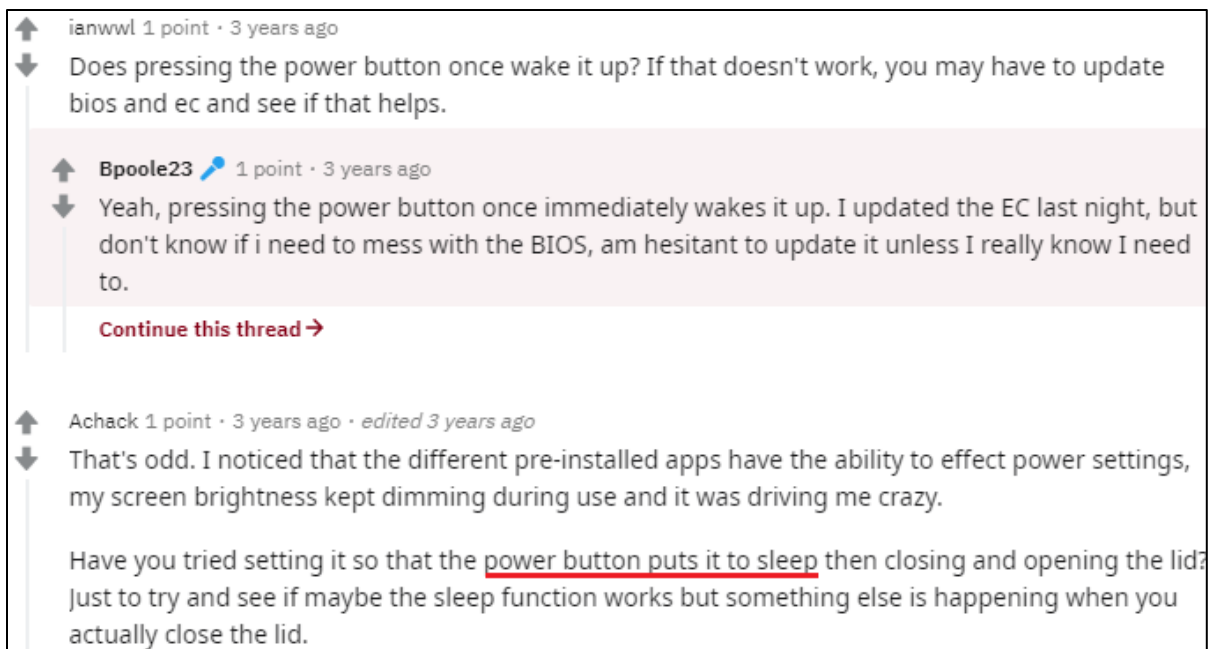 ianwwl 1 point · 3 years ago
Does pressing the power button once wake it up? If that doesn't work, you may have to update
bios and ec and see if that helps.
Bpoole23 1 point · 3 years ago
Yeah, pressing the power button once immediately wakes it up. I updated the EC last night, but
don't know if i need to mess with the BIOS, am hesitant to update it unless I really know I need
to.
Continue this thread →
Achack 1 point · 3 years ago · edited 3 years ago
That's odd. I noticed that the different pre-installed apps have the ability to effect power settings,
my screen brightness kept dimming during use and it was driving me crazy.
Have you tried setting it so that the power button puts it to sleep then closing and opening the lid?
Just to try and see if maybe the sleep function works but something else is happening when you
actually close the lid.